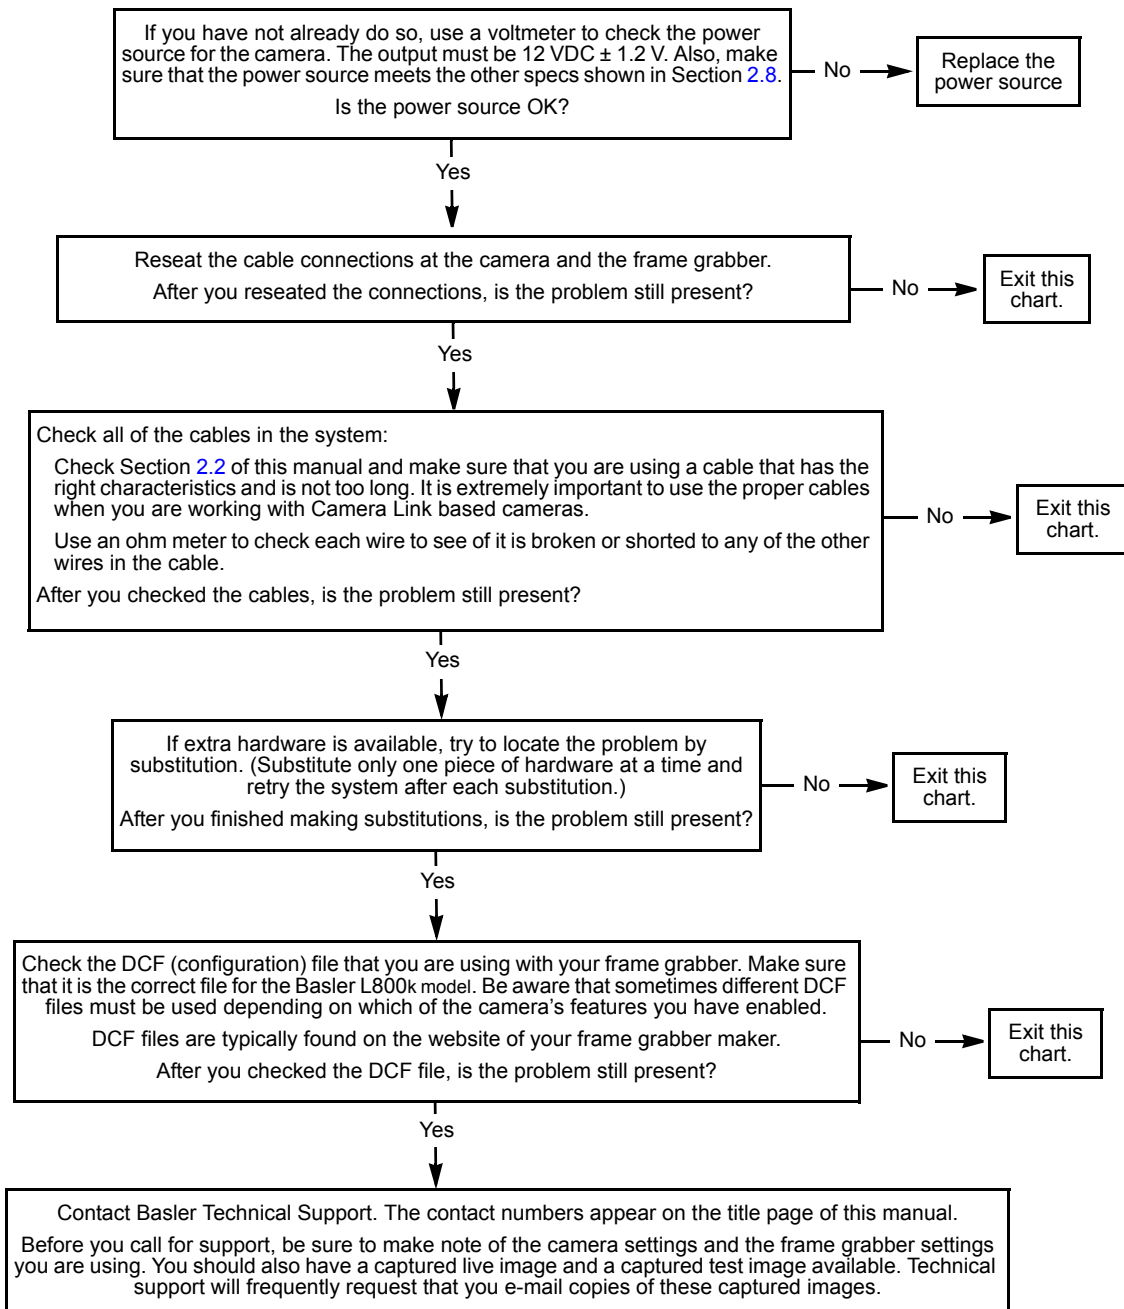 If you have not already do so, use a voltmeter to check the power
source for the camera. The output must be 12 VDC ± 1.2 V. Also, make
sure that the power source meets the other specs shown in Section 2.8.
Is the power source OK?
No
Replace the
power source
Yes
Reseat the cable connections at the camera and the frame grabber.
After you reseated the connections, is the problem still present?
No
Exit this
chart.
Yes
Check all of the cables in the system:
Check Section 2.2 of this manual and make sure that you are using a cable that has the
right characteristics and is not too long. It is extremely important to use the proper cables
when you are working with Camera Link based cameras.
Use an ohm meter to check each wire to see of it is broken or shorted to any of the other
wires in the cable.
After you checked the cables, is the problem still present?
No
Exit this
chart.
Yes
If extra hardware is available, try to locate the problem by
substitution. (Substitute only one piece of hardware at a time and
retry the system after each substitution.)
After you finished making substitutions, is the problem still present?
No
Exit this
chart.
Yes
Check the DCF (configuration) file that you are using with your frame grabber. Make sure
that it is the correct file for the Basler L800k model. Be aware that sometimes different DCF
files must be used depending on which of the camera’s features you have enabled.
DCF files are typically found on the website of your frame grabber maker.
After you checked the DCF file, is the problem still present?
No
Exit this
chart.
Yes
Contact Basler Technical Support. The contact numbers appear on the title page of this manual.
Before you call for support, be sure to make note of the camera settings and the frame grabber settings
you are using. You should also have a captured live image and a captured test image available. Technical
support will frequently request that you e-mail copies of these captured images.